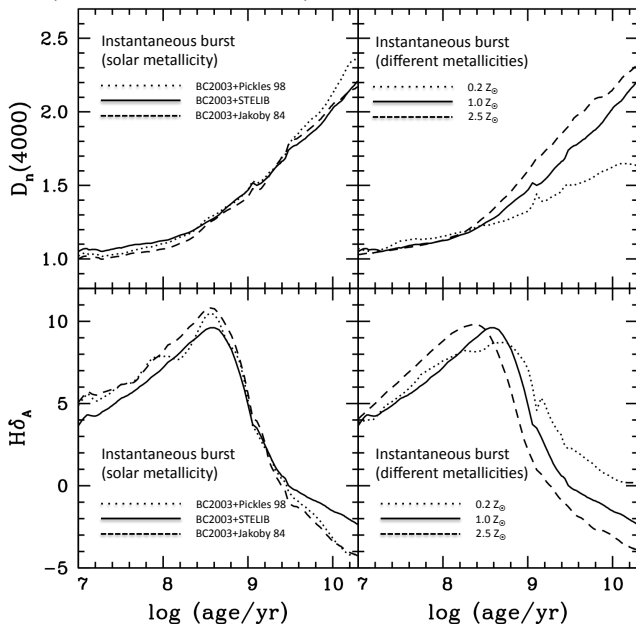 2.5
2.0
1.5
1.0
Dn(4000)
Instantaneous burst
(solar metallicity)
BC2003+Pickles 98
BC2003+STELIB
BC2003+Jakoby 84
Instantaneous burst
(different metallicities)
0.2 Z⊙
1.0 Z⊙
2.5 Z⊙
10
5
0
−5
HδA
Instantaneous burst
(solar metallicity)
BC2003+Pickles 98
BC2003+STELIB
BC2003+Jakoby 84
Instantaneous burst
(different metallicities)
0.2 Z⊙
1.0 Z⊙
2.5 Z⊙
7 8 9 10 7 8 9 10
log (age/yr) log (age/yr)